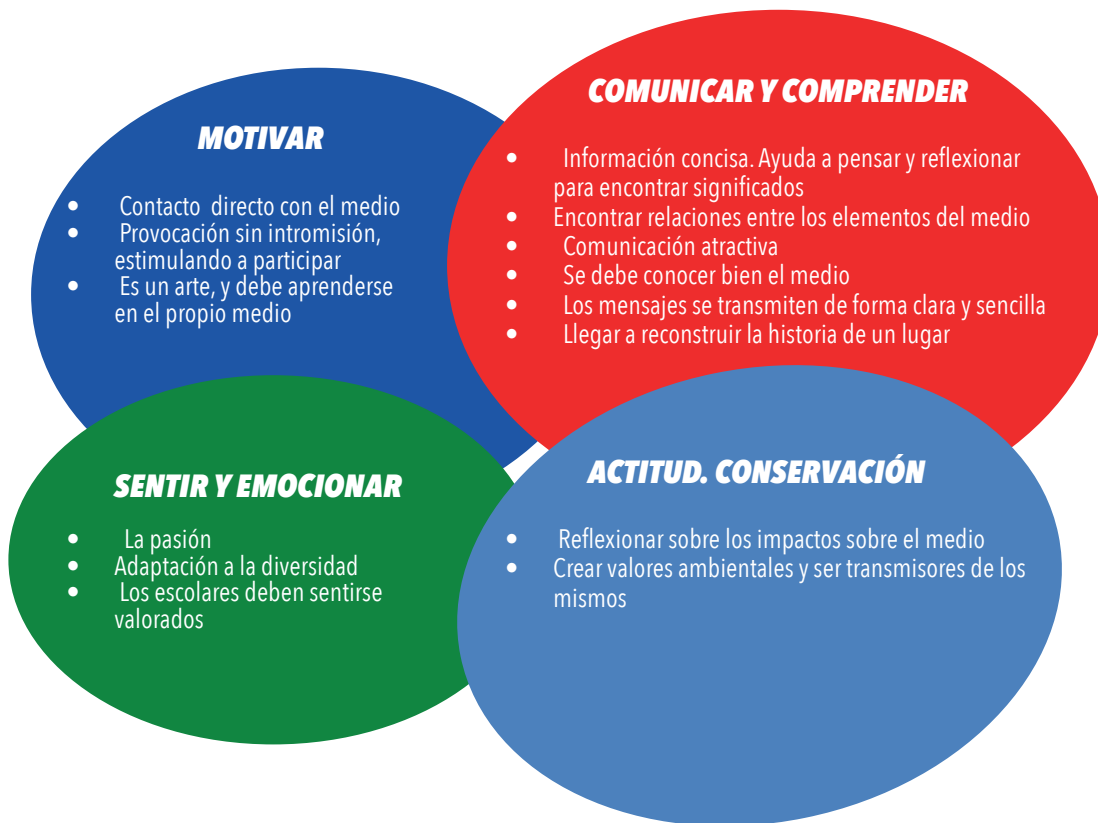 MOTIVAR
• Contacto directo con el medio
• Provocación sin intromisión,
estimulando a participar
• Es un arte, y debe aprenderse
en el propio medio
COMUNICAR Y COMPRENDER
• Información concisa. Ayuda a pensar y reflexionar
para encontrar significados
• Encontrar relaciones entre los elementos del medio
• Comunicación atractiva
• Se debe conocer bien el medio
• Los mensajes se transmiten de forma clara y sencilla
• Llegar a reconstruir la historia de un lugar
SENTIR Y EMOCIONAR
• La pasión
• Adaptación a la diversidad
• Los escolares deben sentirse
valorados
ACTITUD. CONSERVACIÓN
• Reflexionar sobre los impactos sobre el medio
• Crear valores ambientales y ser transmisores de los
mismos